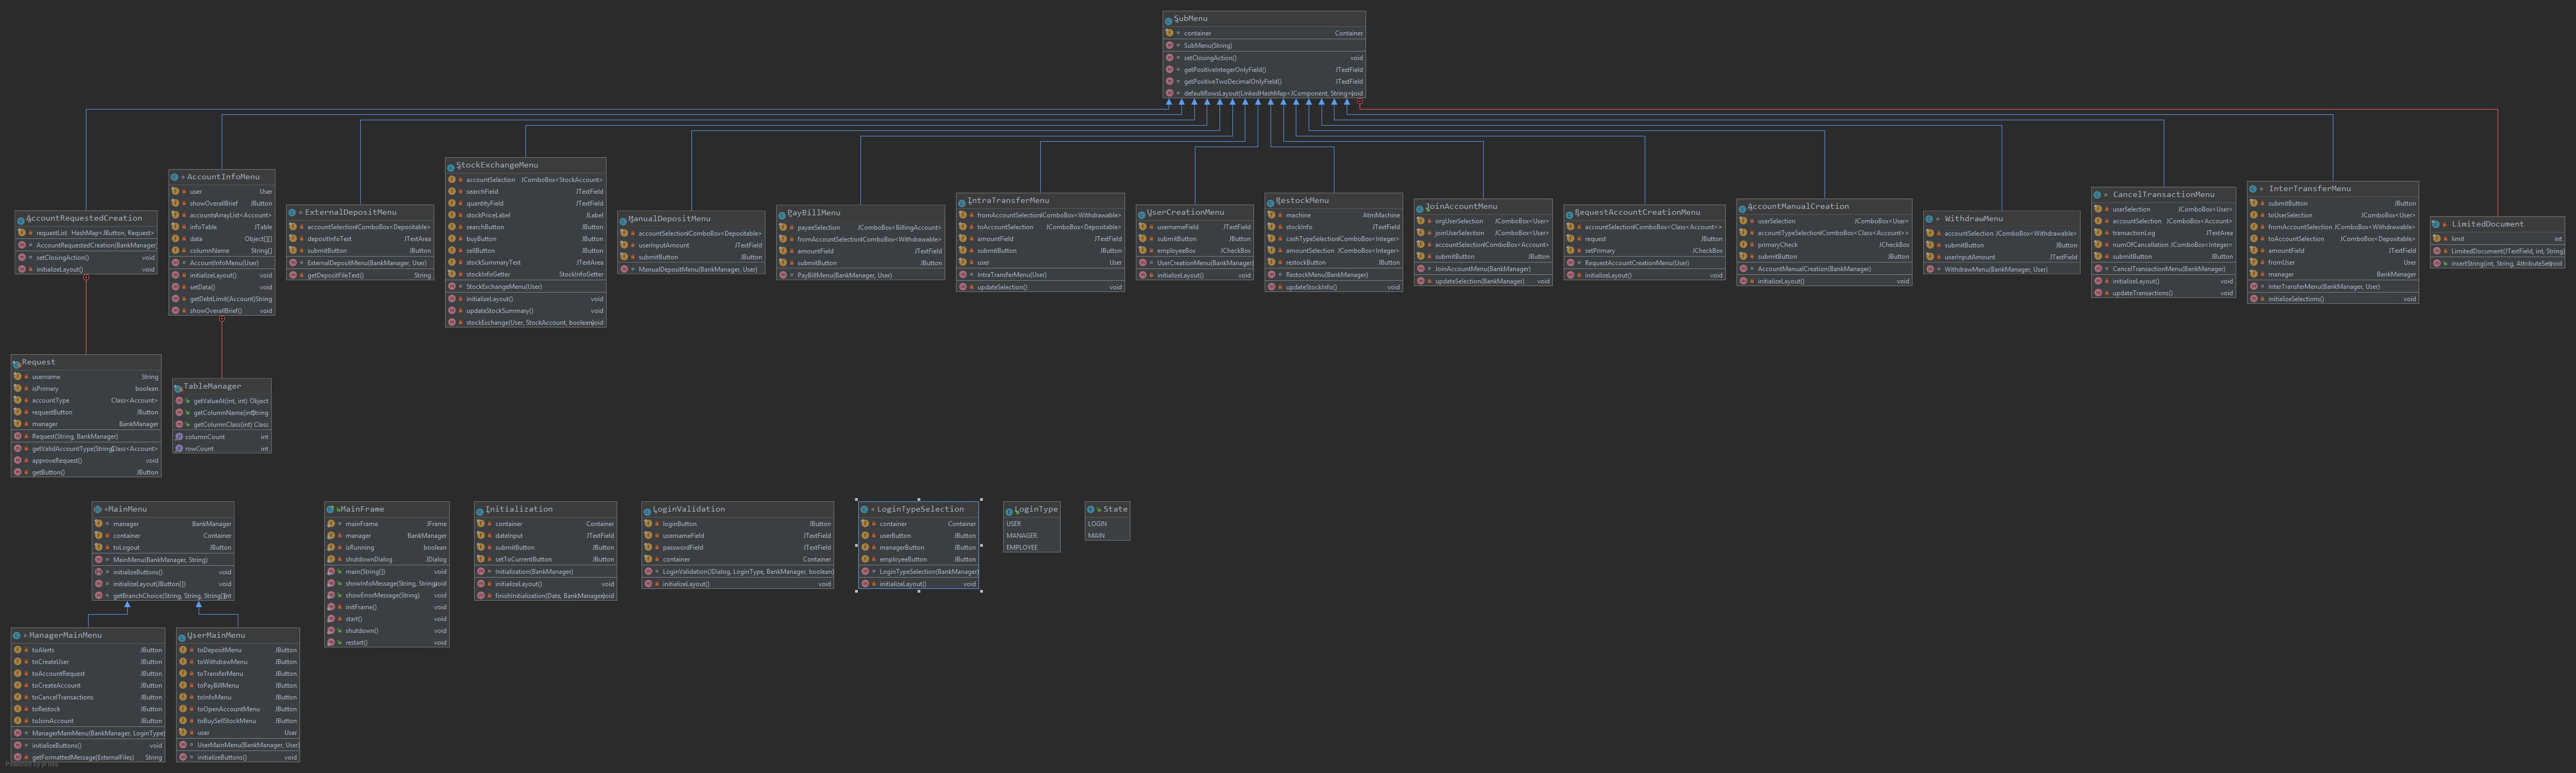 SubMenu
container Container
SubMenu(String)
setClosingAction() void
getPositiveIntegerOnlyField() JTextField
getPositiveTwoDecimalOnlyField() JTextField
defaultRowsLayout(LinkedHashMap<JComponent, String>) void
AccountRequestedCreation
requestList HashMap<JButton, Request>
AccountRequestedCreation(BankManager)
setClosingAction() void
initializeLayout() void
AccountInfoMenu
user User
showOverallBrief JButton
accounts ArrayList<Account>
infoTable JTable
data Object[][]
columnName String[]
AccountInfoMenu(User)
initializeLayout() void
setData() void
getDebtLimit(Account) String
showOverallBrief() void
ExternalDepositMenu
accountSelection JComboBox<Depositable>
depositInfoText JTextArea
submitButton JButton
ExternalDepositMenu(BankManager, User)
getDepositFileText() String
StockExchangeMenu
accountSelection JComboBox<StockAccount>
searchField JTextField
quantityField JTextField
stockPriceLabel JLabel
searchButton JButton
buyButton JButton
sellButton JButton
stockSummaryText JTextArea
stockInfoGetter StockInfoGetter
StockExchangeMenu(User)
initializeLayout() void
updateStockSummary() void
stockExchange(User, StockAccount, boolean) void
ManualDepositMenu
accountSelection JComboBox<Depositable>
userInputAmount JTextField
submitButton JButton
ManualDepositMenu(BankManager, User)
PayBillMenu
payeeSelection JComboBox<BillingAccount>
fromAccountSelection JComboBox<Withdrawable>
amountField JTextField
submitButton JButton
PayBillMenu(BankManager, User)
IntraTransferMenu
fromAccountSelection JComboBox<Withdrawable>
toAccountSelection JComboBox<Depositable>
amountField JTextField
submitButton JButton
user User
IntraTransferMenu(User)
updateSelection() void
UserCreationMenu
usernameField JTextField
submitButton JButton
employeeBox JCheckBox
UserCreationMenu(BankManager)
initializeLayout() void
RestockMenu
machine AtmMachine
stockInfo JTextField
cashTypeSelection JComboBox<Integer>
amountSelection JComboBox<Integer>
restockButton JButton
RestockMenu(BankManager)
updateStockInfo() void
JoinAccountMenu
orgUserSelection JComboBox<User>
joinUserSelection JComboBox<User>
accountSelection JComboBox<Account>
submitButton JButton
JoinAccountMenu(BankManager)
updateSelection(BankManager) void
RequestAccountCreationMenu
accountSelection JComboBox<Class<Account>>
request JButton
setPrimary JCheckBox
RequestAccountCreationMenu(User)
initializeLayout() void
AccountManualCreation
userSelection JComboBox<User>
accountTypeSelection JComboBox<Class<Account>>
primaryCheck JCheckBox
submitButton JButton
AccountManualCreation(BankManager)
initializeLayout() void
WithdrawMenu
accountSelection JComboBox<Withdrawable>
submitButton JButton
userInputAmount JTextField
WithdrawMenu(BankManager, User)
CancelTransactionMenu
userSelection JComboBox<User>
accountSelection JComboBox<Account>
transactionLog JTextArea
numOfCancellation JComboBox<Integer>
submitButton JButton
CancelTransactionMenu(BankManager)
initializeLayout() void
updateTransactions() void
InterTransferMenu
submitButton JButton
toUserSelection JComboBox<User>
fromAccountSelection JComboBox<Withdrawable>
toAccountSelection JComboBox<Depositable>
amountField JTextField
fromUser User
manager BankManager
InterTransferMenu(BankManager, User)
initializeSelections() void
LimitedDocument
limit int
LimitedDocument(JTextField, int, String)
insertString(int, String, AttributeSet) void
Request
username String
isPrimary boolean
accountType Class<Account>
requestButton JButton
manager BankManager
Request(String, BankManager)
getValidAccountType(String) Class<Account>
approveRequest() void
getButton() JButton
TableManager
getValueAt(int, int) Object
getColumnName(int) String
getColumnClass(int) Class
columnCount int
rowCount int
MainMenu
manager BankManager
container Container
toLogout JButton
MainMenu(BankManager, String)
initializeButtons() void
initializeLayout(JButton[]) void
getBranchChoice(String, String, String[]) int
MainFrame
mainFrame JFrame
manager BankManager
isRunning boolean
shutdownDialog JDialog
main(String[]) void
showInfoMessage(String, String) void
showErrorMessage(String) void
initFrame() void
start() void
shutdown() void
restart() void
Initialization
container Container
dateInput JTextField
submitButton JButton
setToCurrentButton JButton
Initialization(BankManager)
initializeLayout() void
finishInitialization(Date, BankManager) void
LoginValidation
loginButton JButton
usernameField JTextField
passwordField JTextField
container Container
LoginValidation(JDialog, LoginType, BankManager, boolean)
initializeLayout() void
LoginTypeSelection
container Container
userButton JButton
managerButton JButton
employeeButton JButton
LoginTypeSelection(BankManager)
initializeLayout() void
LoginType
USER
MANAGER
EMPLOYEE
State
LOGIN
MAIN
ManagerMainMenu
toAlerts JButton
toCreateUser JButton
toAccountRequest JButton
toCreateAccount JButton
toCancelTransactions JButton
toRestock JButton
toJoinAccount JButton
ManagerMainMenu(BankManager, LoginType)
initializeButtons() void
getFormattedMessage(ExternalFiles) String
UserMainMenu
toDepositMenu JButton
toWithdrawMenu JButton
toTransferMenu JButton
toPayBillMenu JButton
toInfoMenu JButton
toOpenAccountMenu JButton
toBuySellStockMenu JButton
user User
UserMainMenu(BankManager, User)
initializeButtons() void
Powered by yFiles